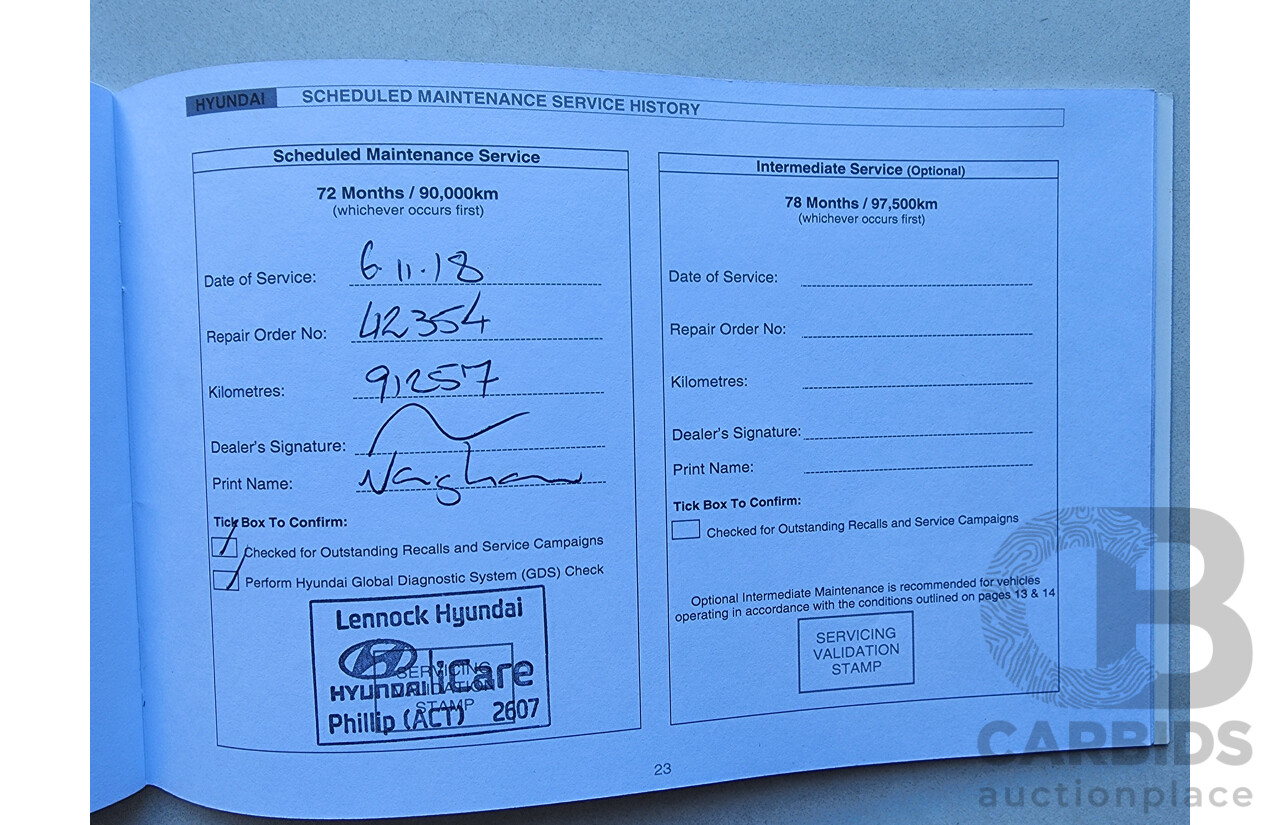 HYUNDAI SCHEDULED MAINTENANCE SERVICE HISTORY
Scheduled Maintenance Service
72 Months / 90,000km
(whichever occurs first)
Date of Service: 6.11.18
Repair Order No: 42354
Kilometres: 91257
Dealer's Signature:
Print Name: Vaughan
Tick Box To Confirm:
Checked for Outstanding Recalls and Service Campaigns
Perform Hyundai Global Diagnostic System (GDS) Check
Lennock Hyundai
HYUNDAI iCare
Phillip (ACT) 2607
SERVICING
VALIDATION
STAMP
Intermediate Service (Optional)
78 Months / 97,500km
(whichever occurs first)
Date of Service:
Repair Order No:
Kilometres:
Dealer's Signature:
Print Name:
Tick Box To Confirm:
Checked for Outstanding Recalls and Service Campaigns
Optional Intermediate Maintenance is recommended for vehicles
operating in accordance with the conditions outlined on pages 13 & 14
SERVICING
VALIDATION
STAMP
23
CB
CARBIDS
auctionplace